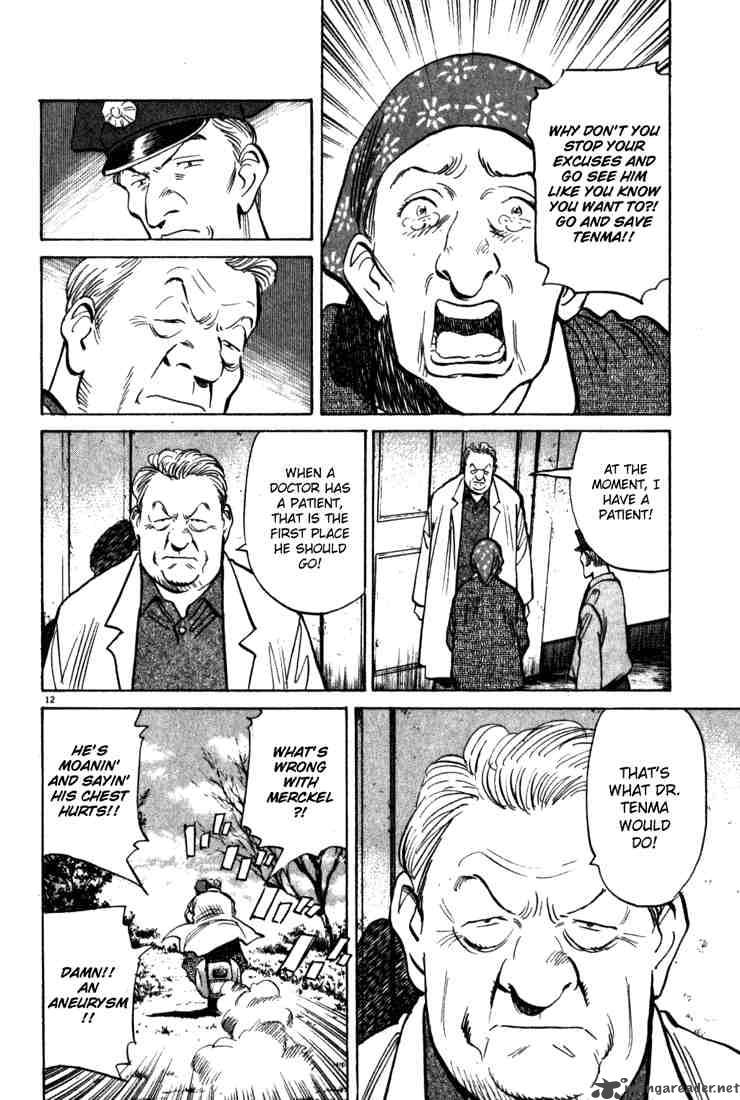 WHY DON'T YOU
STOP YOUR
EXCUSES AND
GO SEE HIM
LIKE YOU KNOW
YOU WANT TO?!
GO AND SAVE
TENMA!!
AT THE
MOMENT, I
HAVE A
PATIENT!
WHEN A
DOCTOR HAS
A PATIENT,
THAT IS THE
FIRST PLACE
HE SHOULD
GO!
12
THAT'S
WHAT DR.
TENMA
WOULD
DO!
WHAT'S
WRONG
WITH
MERCKEL
?!
HE'S
MOANIN'
AND SAYIN'
HIS CHEST
HURTS!!
DAMN!!
AN
ANEURYSM
!!
mangareader.net